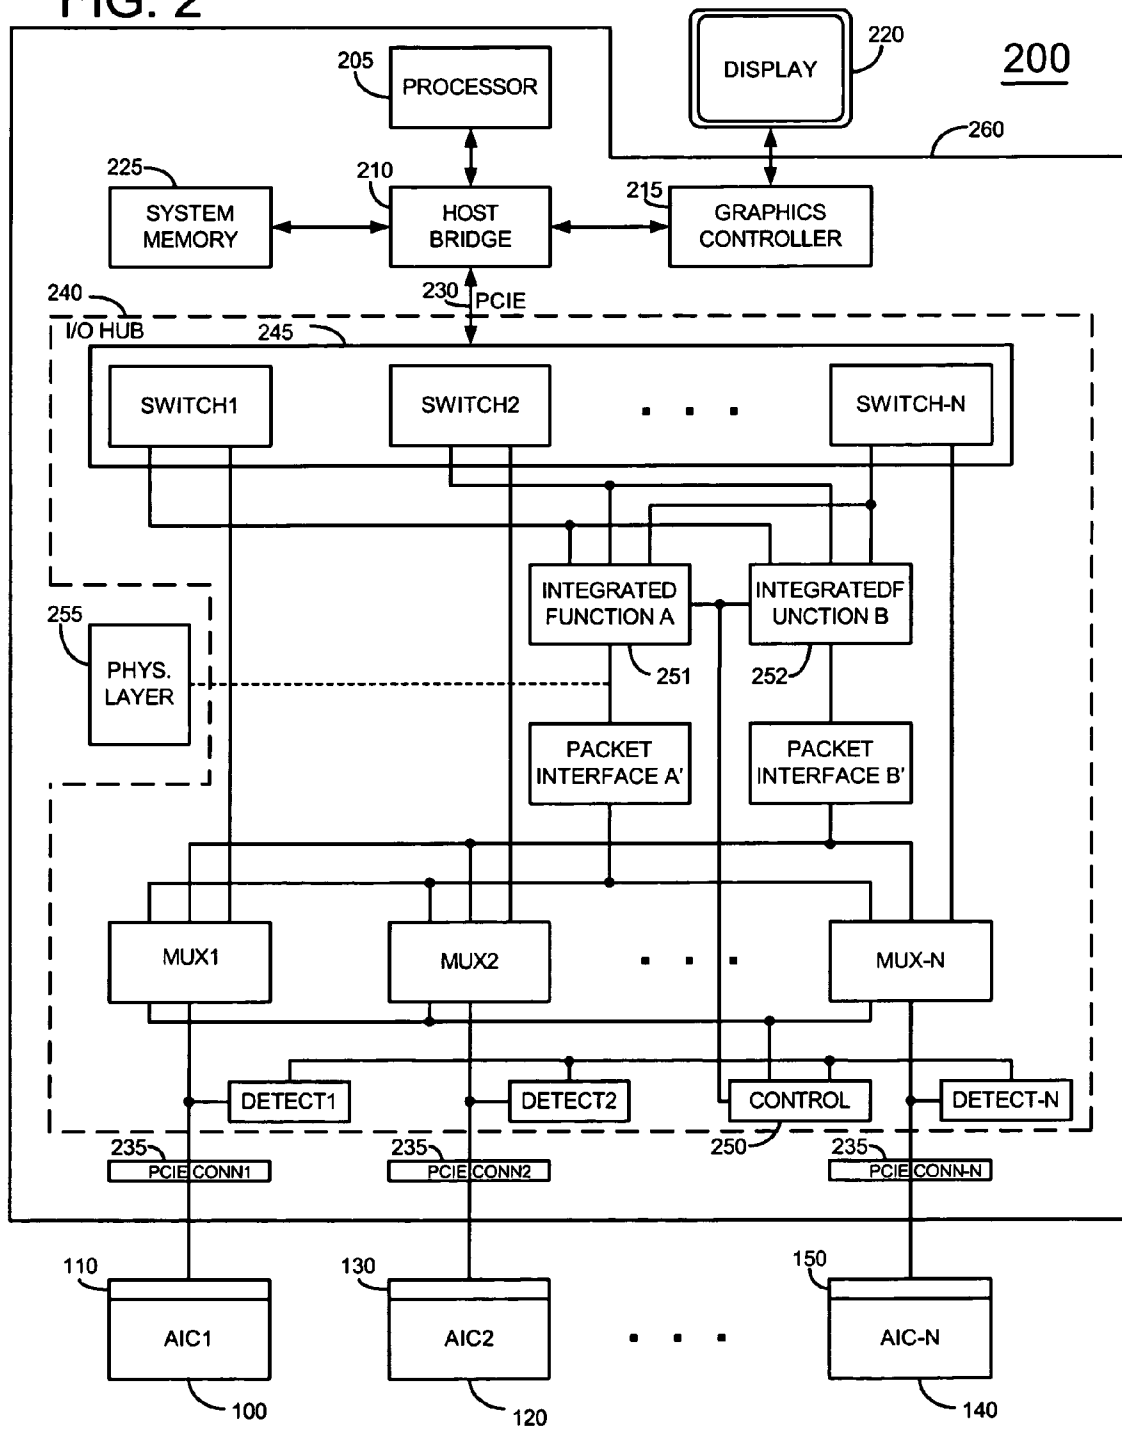 FIG. 2
200
205
PROCESSOR
DISPLAY
220
260
225
SYSTEM
MEMORY
210
HOST
BRIDGE
215
GRAPHICS
CONTROLLER
230
PCIE
240
I/O HUB
245
SWITCH1
SWITCH2
. . .
SWITCH-N
INTEGRATED
FUNCTION A
INTEGRATEDF
UNCTION B
251
252
255
PHYS.
LAYER
PACKET
INTERFACE A'
PACKET
INTERFACE B'
MUX1
MUX2
. . .
MUX-N
DETECT1
DETECT2
CONTROL
DETECT-N
250
235
PCIE CONN1
235
PCIE CONN2
235
PCIE CONN-N
110
AIC1
100
130
AIC2
120
. . .
150
AIC-N
140